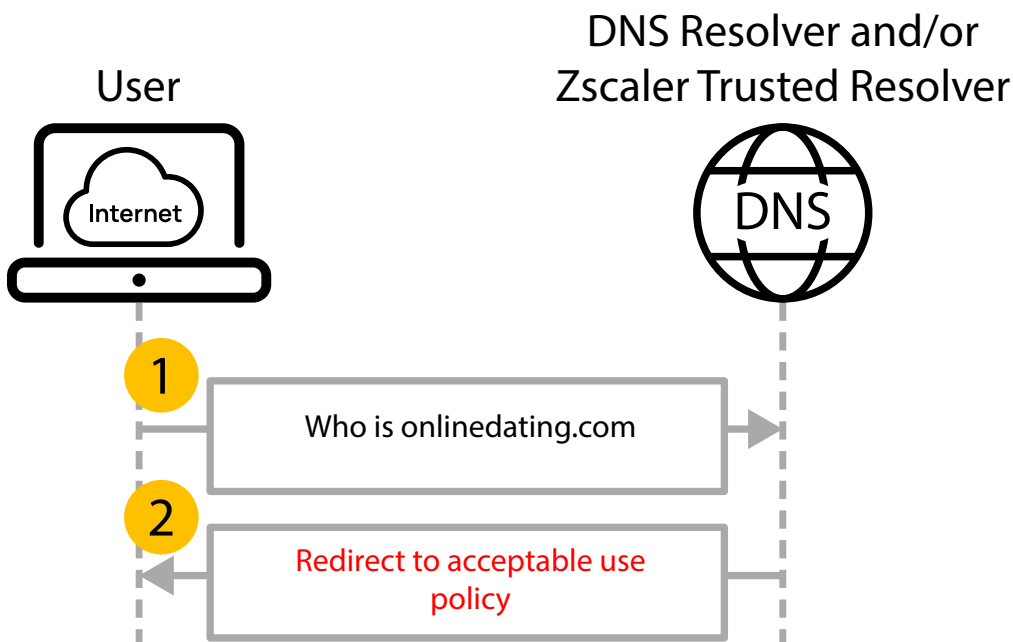 DNS Resolver and/or
User
Zscaler Trusted Resolver
Internet
DNS
1
Who is onlinedating.com
2
Redirect to acceptable use
policy